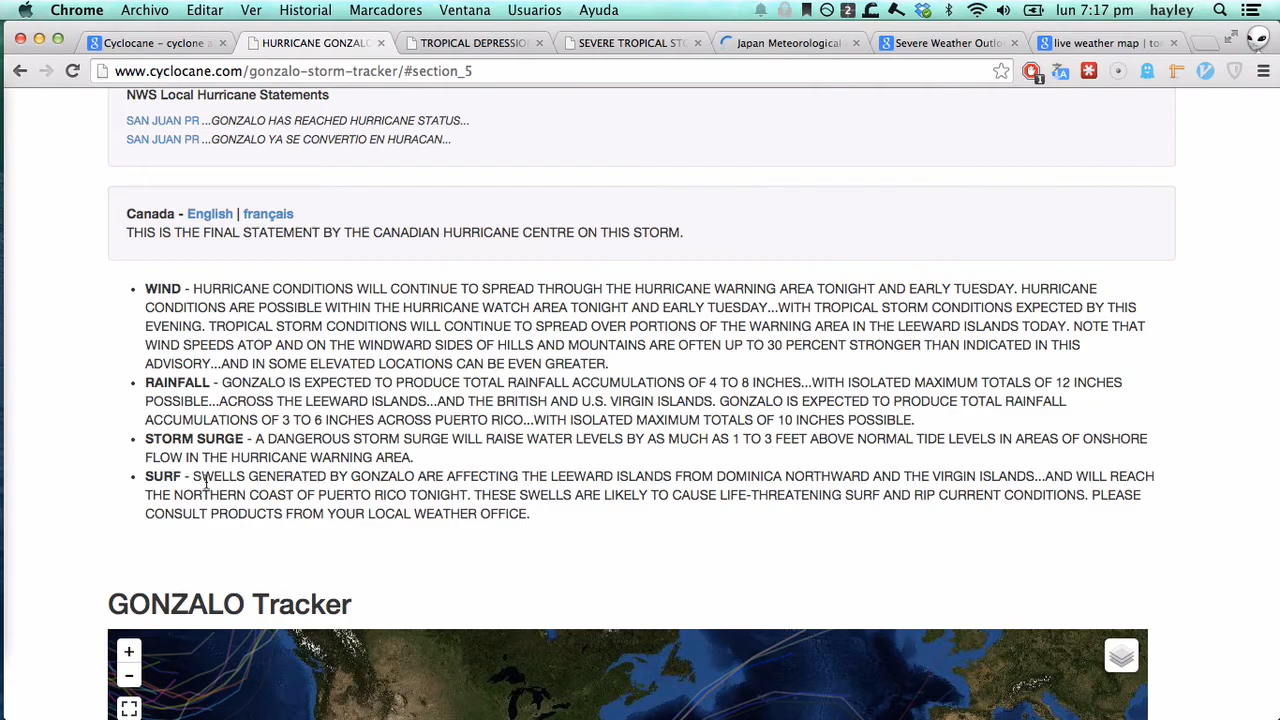 Chrome Archivo Editar Ver Historial Marcadores Ventana Usuarios Ayuda 2 lun 7:17 pm hayley
Cyclocane - cyclone a HURRICANE GONZALO TROPICAL DEPRESSION SEVERE TROPICAL STO Japan Meteorological Severe Weather Outlo live weather map | to
www.cyclocane.com/gonzalo-storm-tracker/#section_5 1
NWS Local Hurricane Statements
SAN JUAN PR ...GONZALO HAS REACHED HURRICANE STATUS...
SAN JUAN PR ...GONZALO YA SE CONVERTIO EN HURACAN...
Canada - English | français
THIS IS THE FINAL STATEMENT BY THE CANADIAN HURRICANE CENTRE ON THIS STORM.
• WIND - HURRICANE CONDITIONS WILL CONTINUE TO SPREAD THROUGH THE HURRICANE WARNING AREA TONIGHT AND EARLY TUESDAY. HURRICANE
CONDITIONS ARE POSSIBLE WITHIN THE HURRICANE WATCH AREA TONIGHT AND EARLY TUESDAY...WITH TROPICAL STORM CONDITIONS EXPECTED BY THIS
EVENING. TROPICAL STORM CONDITIONS WILL CONTINUE TO SPREAD OVER PORTIONS OF THE WARNING AREA IN THE LEEWARD ISLANDS TODAY. NOTE THAT
WIND SPEEDS ATOP AND ON THE WINDWARD SIDES OF HILLS AND MOUNTAINS ARE OFTEN UP TO 30 PERCENT STRONGER THAN INDICATED IN THIS
ADVISORY...AND IN SOME ELEVATED LOCATIONS CAN BE EVEN GREATER.
• RAINFALL - GONZALO IS EXPECTED TO PRODUCE TOTAL RAINFALL ACCUMULATIONS OF 4 TO 8 INCHES...WITH ISOLATED MAXIMUM TOTALS OF 12 INCHES
POSSIBLE...ACROSS THE LEEWARD ISLANDS...AND THE BRITISH AND U.S. VIRGIN ISLANDS. GONZALO IS EXPECTED TO PRODUCE TOTAL RAINFALL
ACCUMULATIONS OF 3 TO 6 INCHES ACROSS PUERTO RICO...WITH ISOLATED MAXIMUM TOTALS OF 10 INCHES POSSIBLE.
• STORM SURGE - A DANGEROUS STORM SURGE WILL RAISE WATER LEVELS BY AS MUCH AS 1 TO 3 FEET ABOVE NORMAL TIDE LEVELS IN AREAS OF ONSHORE
FLOW IN THE HURRICANE WARNING AREA.
• SURF - SWELLS GENERATED BY GONZALO ARE AFFECTING THE LEEWARD ISLANDS FROM DOMINICA NORTHWARD AND THE VIRGIN ISLANDS...AND WILL REACH
THE NORTHERN COAST OF PUERTO RICO TONIGHT. THESE SWELLS ARE LIKELY TO CAUSE LIFE-THREATENING SURF AND RIP CURRENT CONDITIONS. PLEASE
CONSULT PRODUCTS FROM YOUR LOCAL WEATHER OFFICE.
GONZALO Tracker
+
-